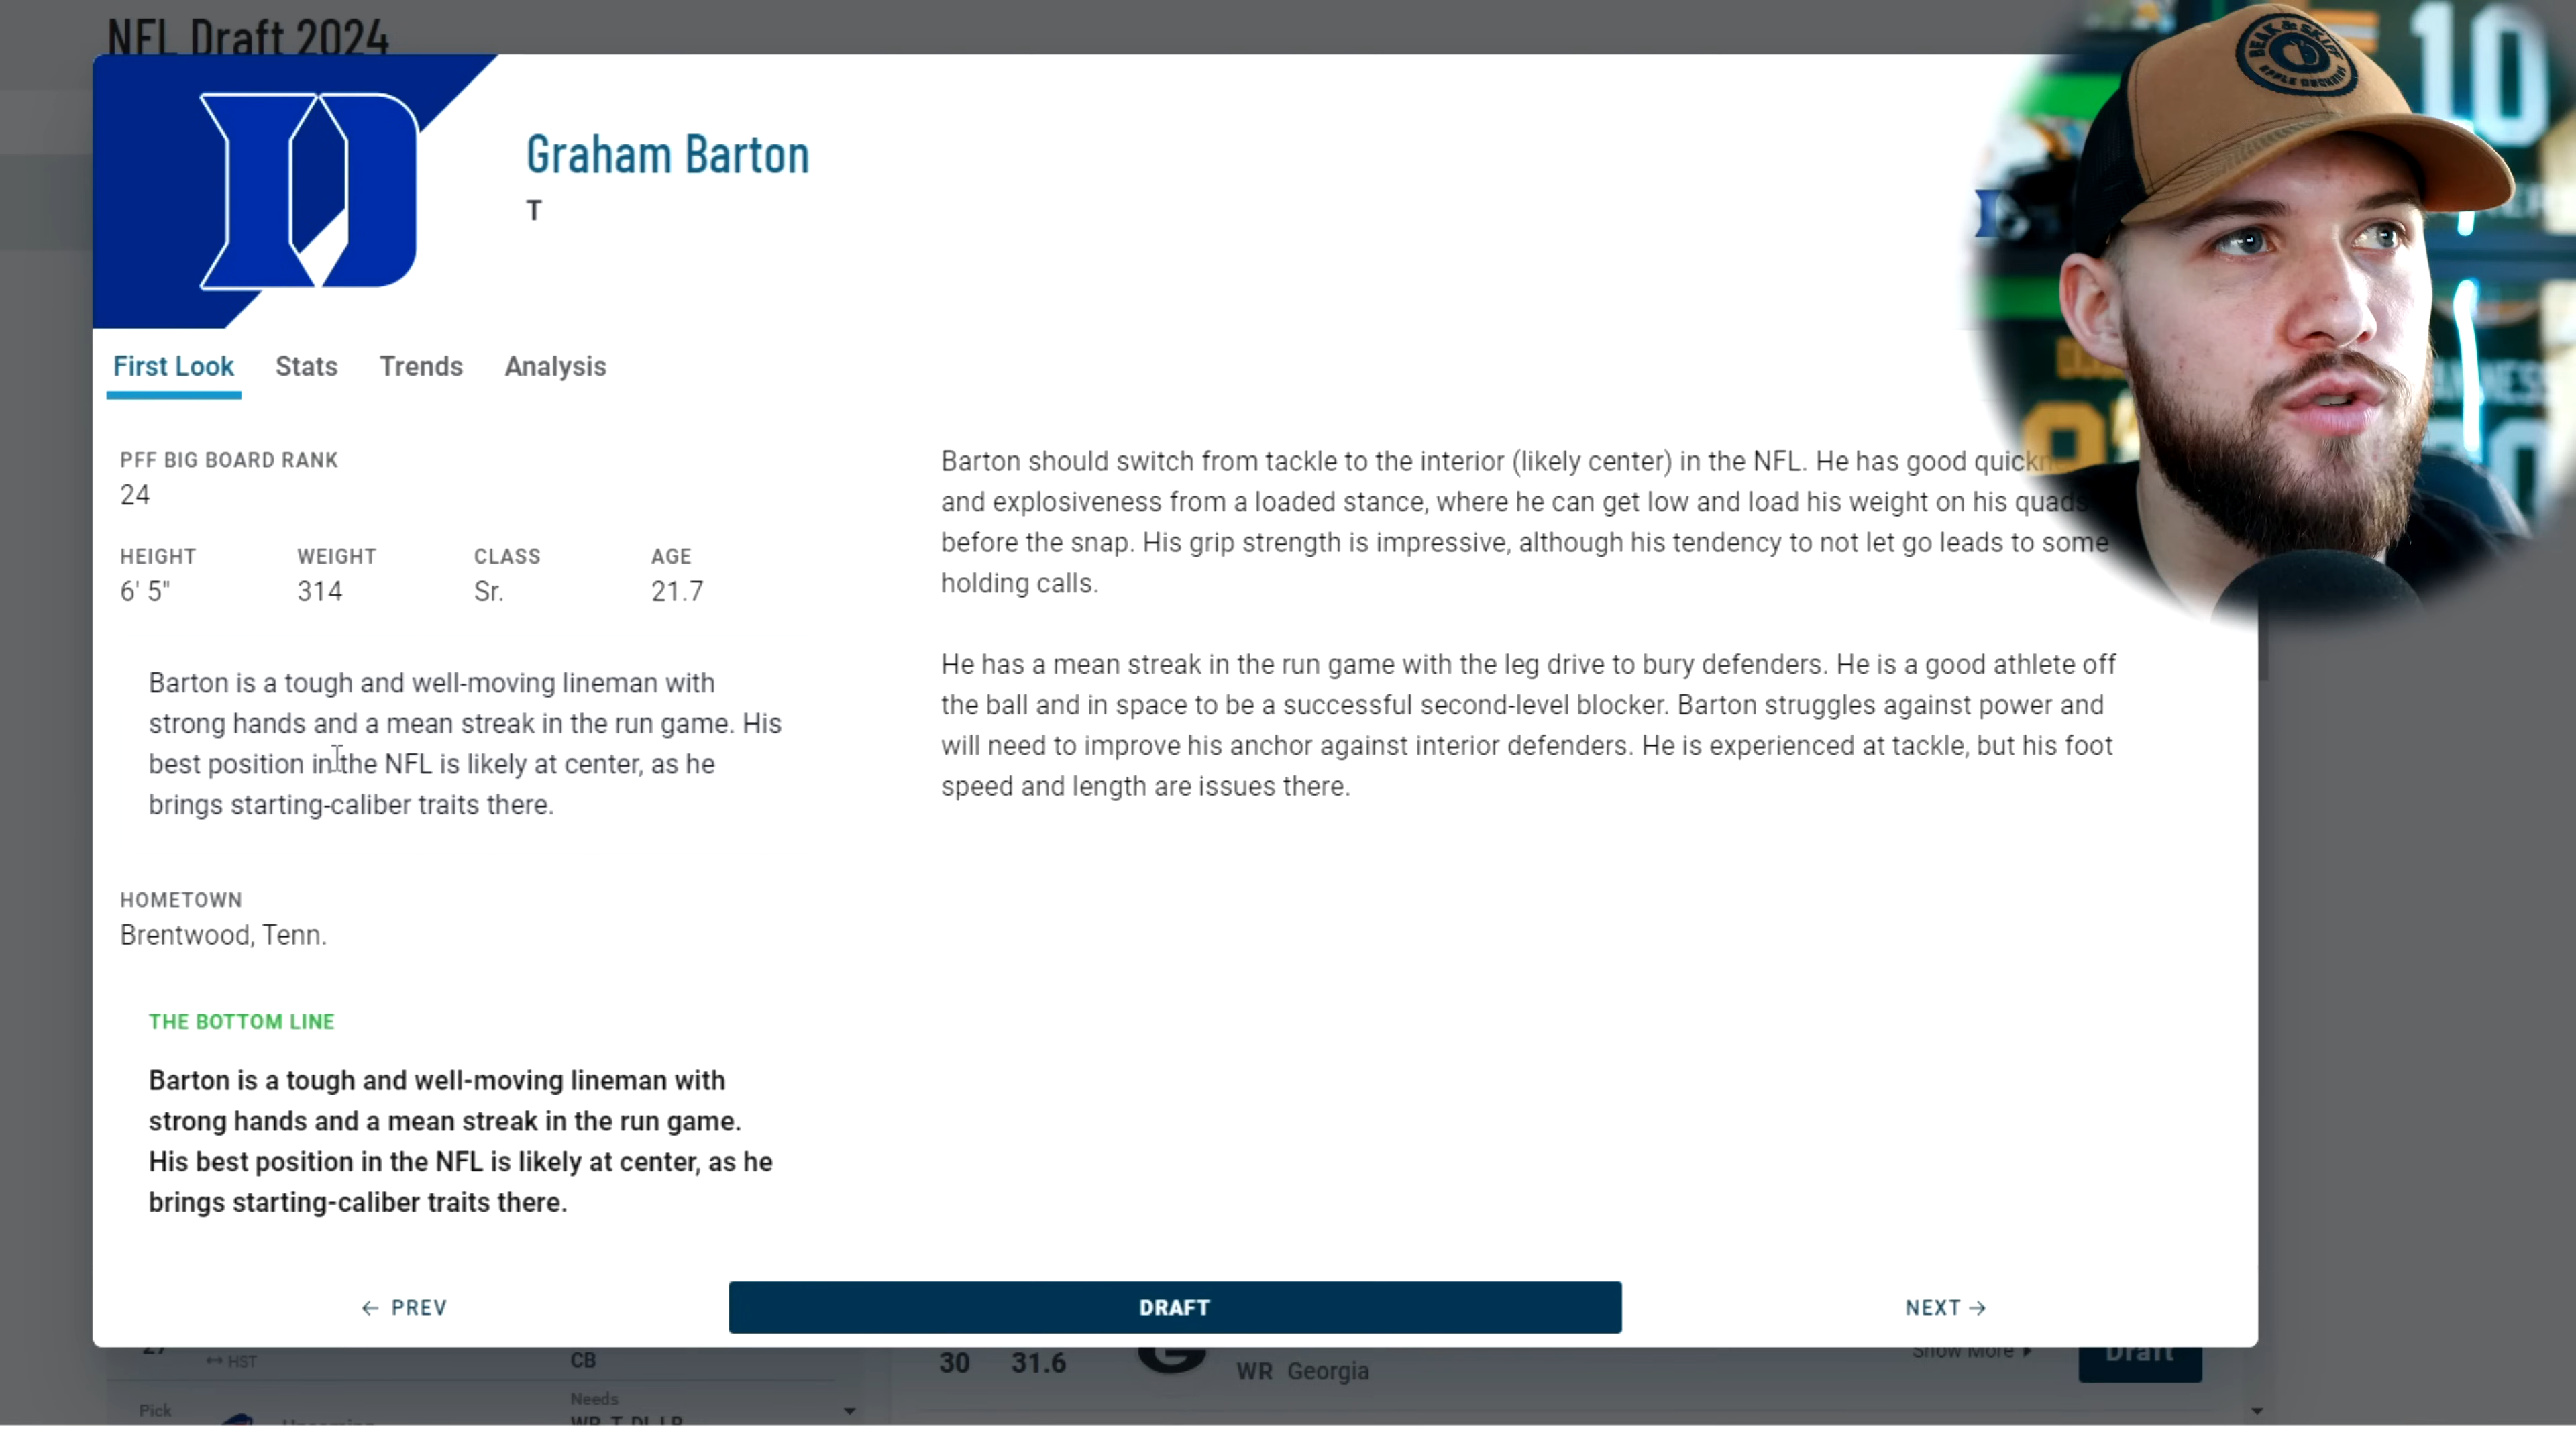 NFL Draft 2024
BEAK & SKIFF
APPLE ORCHARDS
10
Graham Barton
T
First Look Stats Trends Analysis
PFF BIG BOARD RANK
24
HEIGHT WEIGHT CLASS AGE
6' 5" 314 Sr. 21.7
Barton is a tough and well-moving lineman with
strong hands and a mean streak in the run game. His
best position in the NFL is likely at center, as he
brings starting-caliber traits there.
HOMETOWN
Brentwood, Tenn.
THE BOTTOM LINE
Barton is a tough and well-moving lineman with
strong hands and a mean streak in the run game.
His best position in the NFL is likely at center, as he
brings starting-caliber traits there.
Barton should switch from tackle to the interior (likely center) in the NFL. He has good
and explosiveness from a loaded stance, where he can get low and load his weight on his quads
before the snap. His grip strength is impressive, although his tendency to not let go leads to some
holding calls.
He has a mean streak in the run game with the leg drive to bury defenders. He is a good athlete off
the ball and in space to be a successful second-level blocker. Barton struggles against power and
will need to improve his anchor against interior defenders. He is experienced at tackle, but his foot
speed and length are issues there.
← PREV DRAFT NEXT →
27 HST CB
30 31.6 WR Georgia Show More Draft
Pick Needs